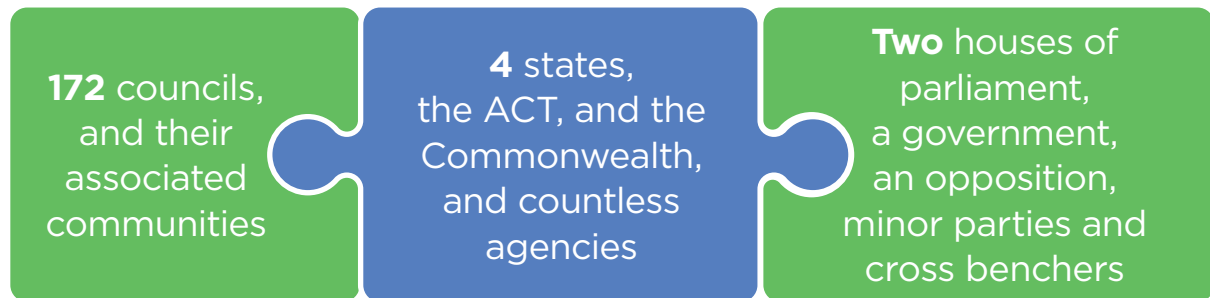 172 councils,
and their
associated
communities
4 states,
the ACT, and the
Commonwealth,
and countless
agencies
Two houses of
parliament,
a government,
an opposition,
minor parties and
cross benchers